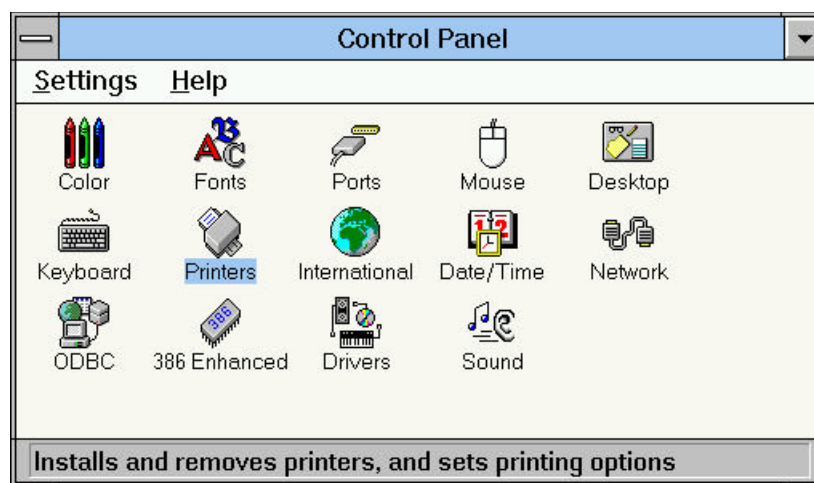 Control Panel
Settings Help
Color Fonts Ports Mouse Desktop
Keyboard Printers International Date/Time Network
ODBC 386 Enhanced Drivers Sound
Installs and removes printers, and sets printing options